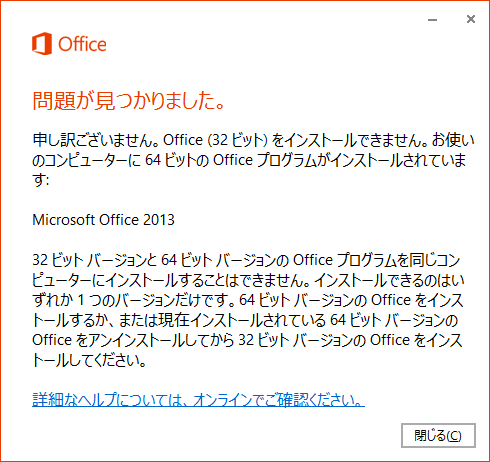 Office
問題が見つかりました。
申し訳ございません。Office (32 ビット) をインストールできません。お使い
のコンピューターに 64 ビットの Office プログラムがインストールされていま
す:
Microsoft Office 2013
32 ビット バージョンと 64 ビット バージョンの Office プログラムを同じコン
ピューターにインストールすることはできません。インストールできるのはい
ずれか 1 つのバージョンだけです。64 ビット バージョンの Office をインス
トールするか、または現在インストールされている 64 ビット バージョンの
Office をアンインストールしてから 32 ビット バージョンの Office をインス
トールしてください。
詳細なヘルプについては、オンラインでご確認ください。
閉じる(C)